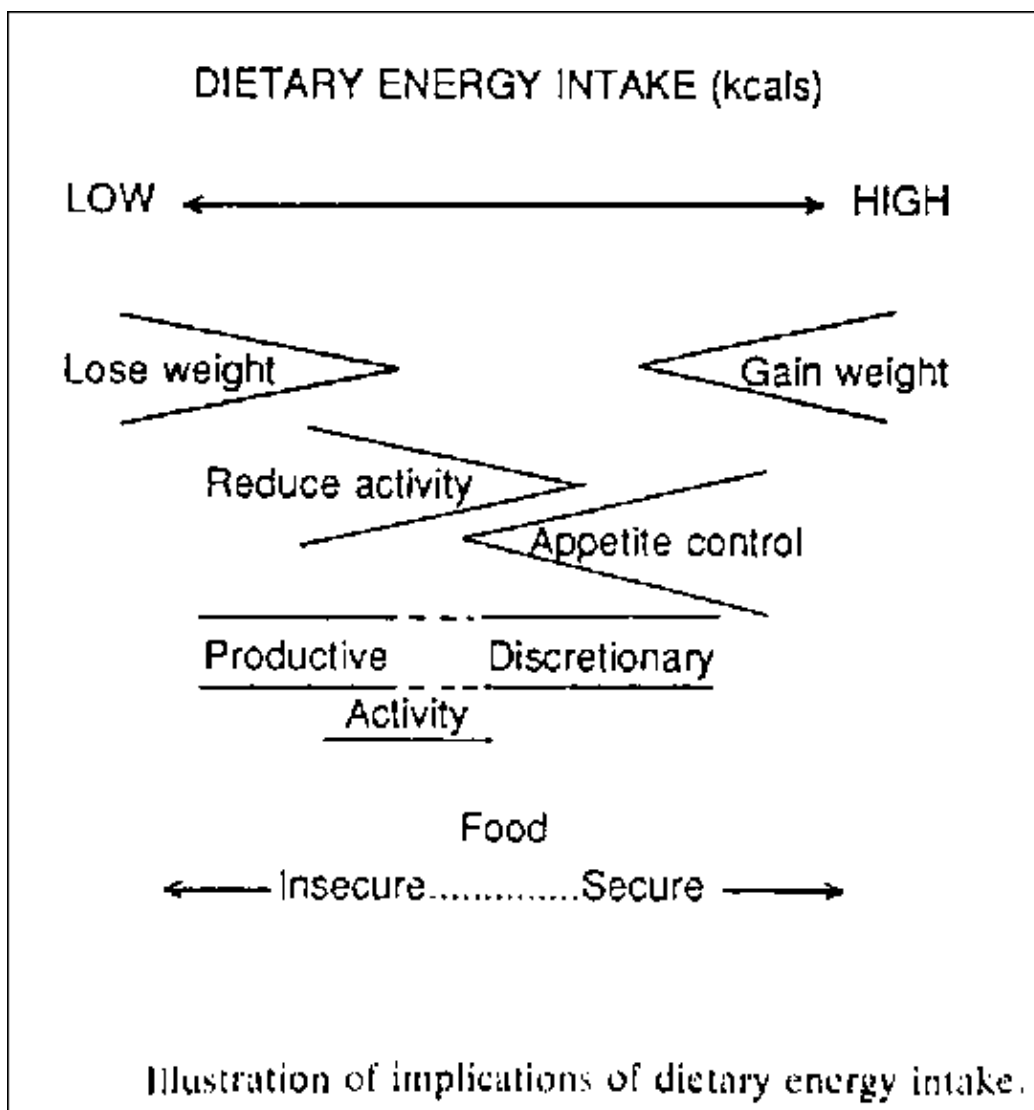 DIETARY ENERGY INTAKE (kcals)
LOW HIGH
Lose weight Gain weight
Reduce activity
Appetite control
Productive Discretionary
Activity
Food
Insecure..............Secure
Illustration of implications of dietary energy intake.